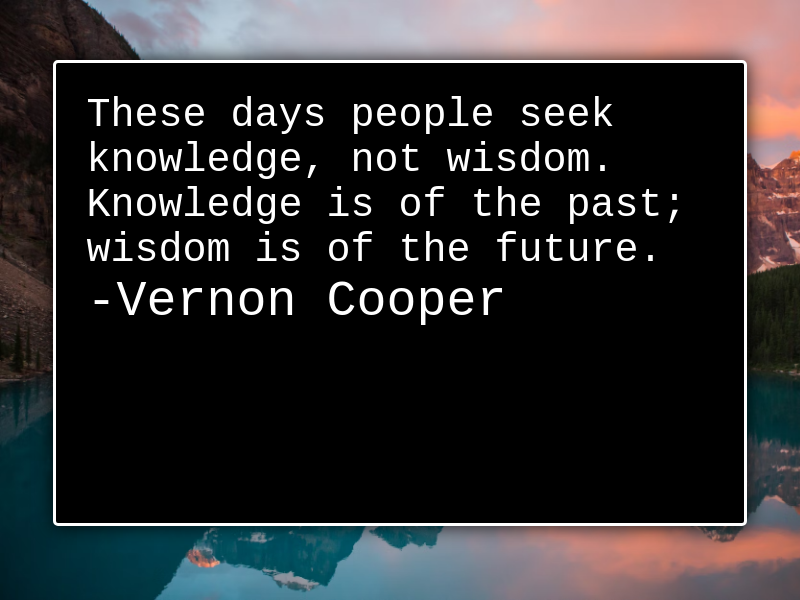 These days people seek
knowledge, not wisdom.
Knowledge is of the past;
wisdom is of the future.
-Vernon Cooper